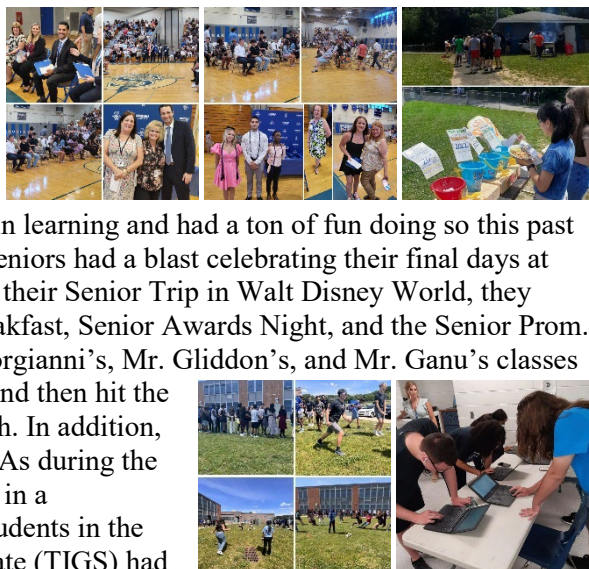 n learning and had a ton of fun doing so this past
eniors had a blast celebrating their final days at
their Senior Trip in Walt Disney World, they
akfast, Senior Awards Night, and the Senior Prom.
orgianni's, Mr. Gliddon's, and Mr. Ganu's classes
nd then hit the
h. In addition,
As during the
in a
udents in the
ate (TIGS) had